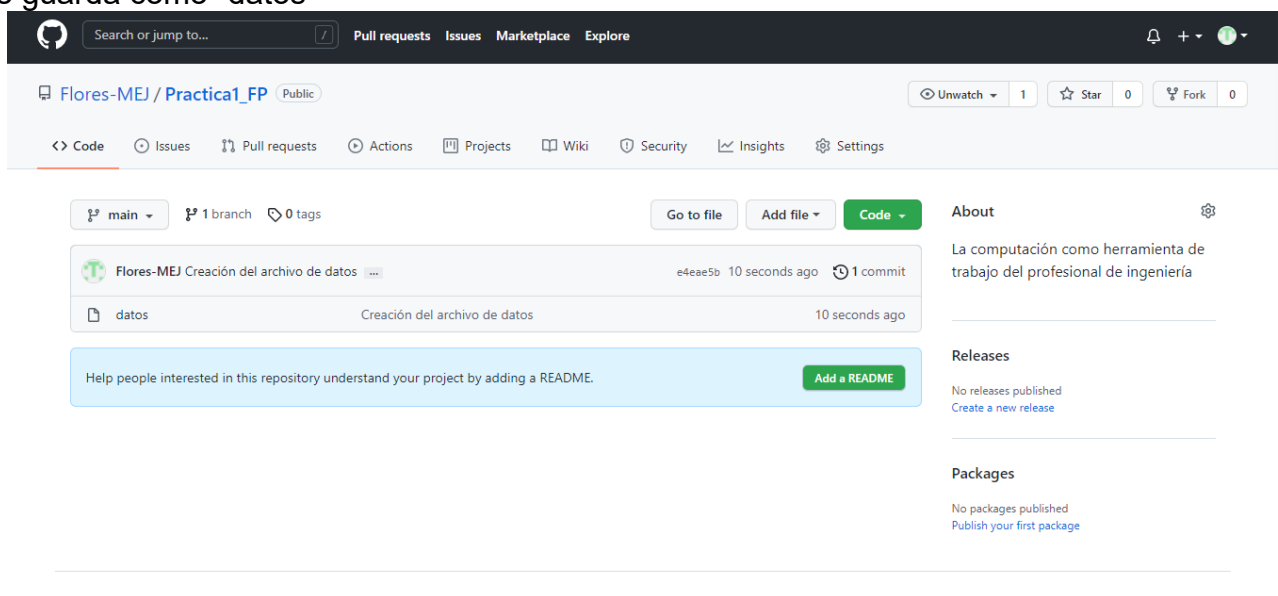 guarda como "datos"
Search or jump to... / Pull requests Issues Marketplace Explore
Flores-MEJ / Practica1_FP Public Unwatch 1 Star 0 Fork 0
<> Code Issues Pull requests Actions Projects Wiki Security Insights Settings
main 1 branch 0 tags Go to file Add file Code About
Flores-MEJ Creación del archivo de datos ... e4eae5b 10 seconds ago 1 commit La computación como herramienta de
trabajo del profesional de ingeniería
datos Creación del archivo de datos 10 seconds ago
Help people interested in this repository understand your project by adding a README. Add a README
Releases
No releases published
Create a new release
Packages
No packages published
Publish your first package